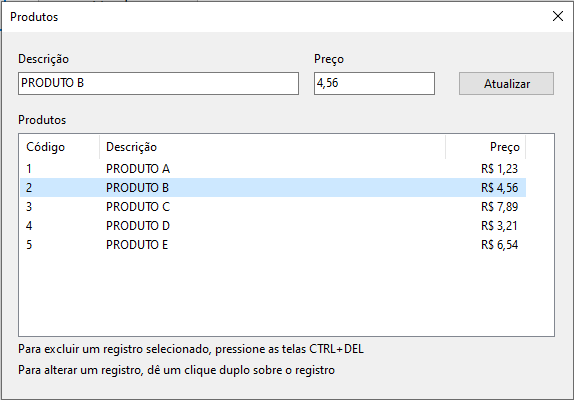 Produtos
Descrição Preço
PRODUTO B 4,56 Atualizar
Produtos
Código Descrição Preço
1 PRODUTO A R$ 1,23
2 PRODUTO B R$ 4,56
3 PRODUTO C R$ 7,89
4 PRODUTO D R$ 3,21
5 PRODUTO E R$ 6,54
Para excluir um registro selecionado, pressione as telas CTRL+DEL
Para alterar um registro, dê um clique duplo sobre o registro